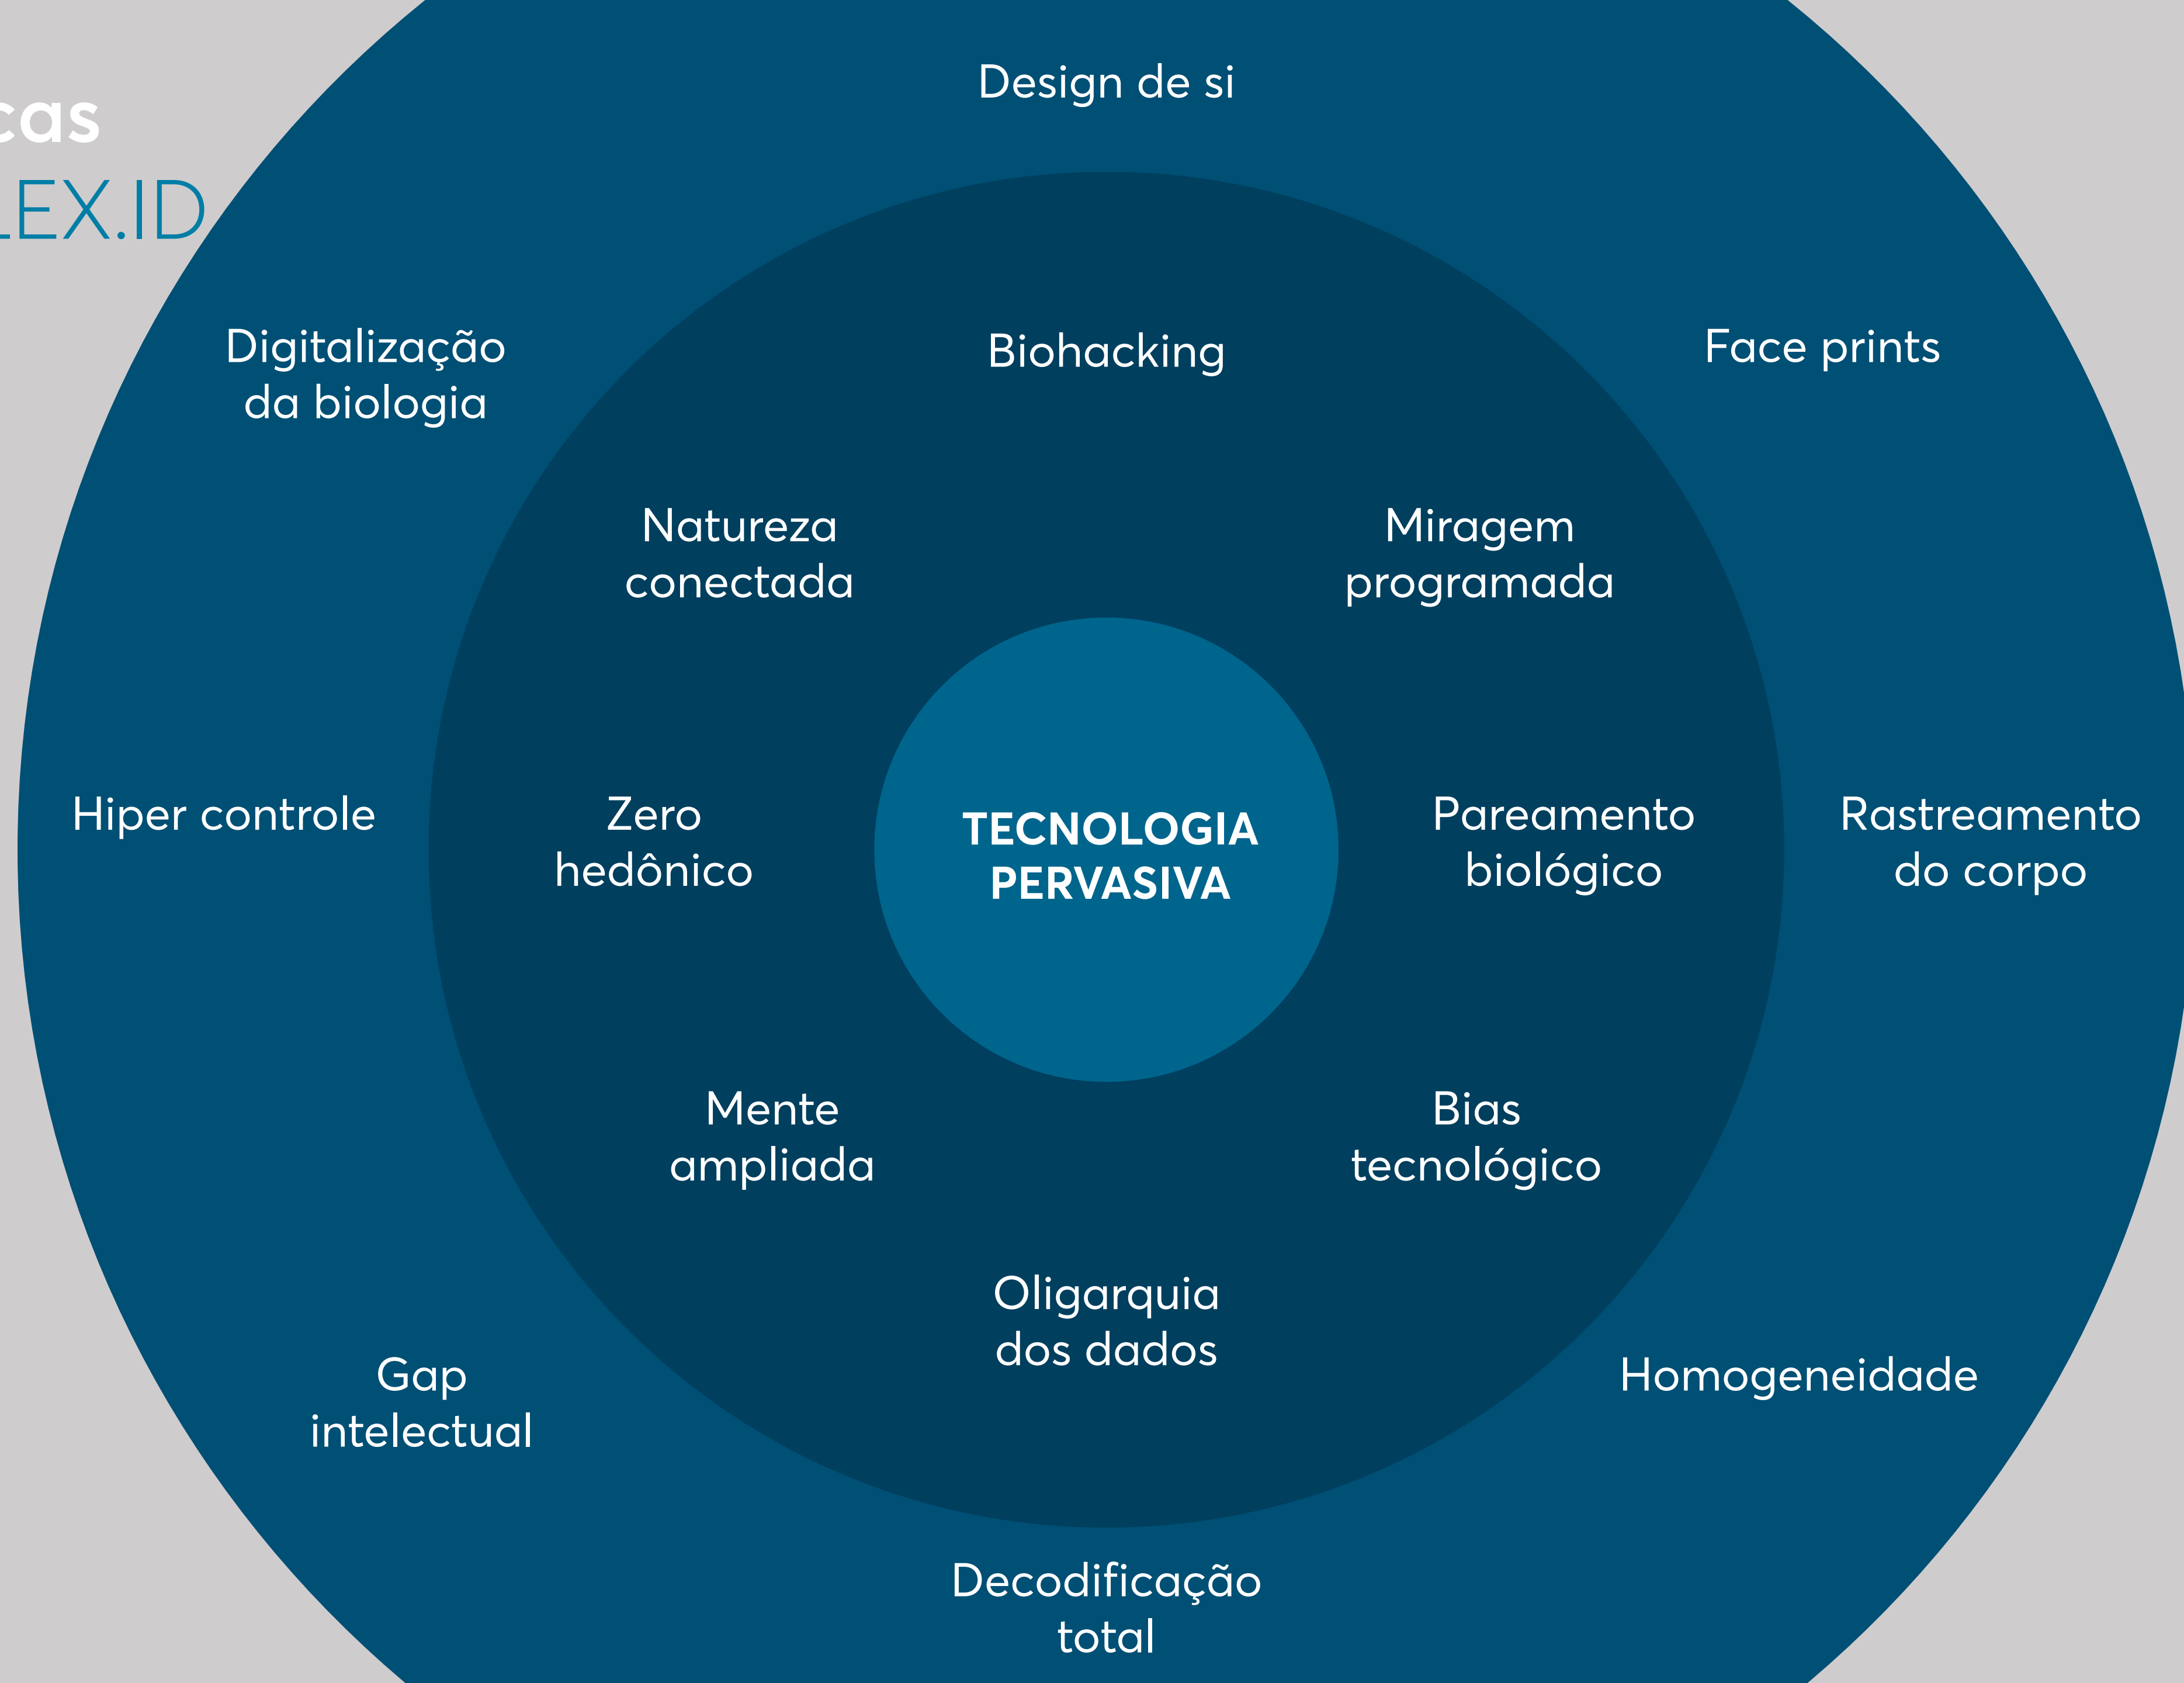 Design de si
cas
LEX.ID
Digitalização
da biologia
Biohacking
Face prints
Natureza
conectada
Miragem
programada
Hiper controle
Zero
hedônico
TECNOLOGIA
PERVASIVA
Pareamento
biológico
Rastreamento
do corpo
Mente
ampliada
Bias
tecnológico
Oligarquia
dos dados
Gap
intelectual
Homogeneidade
Decodificação
total